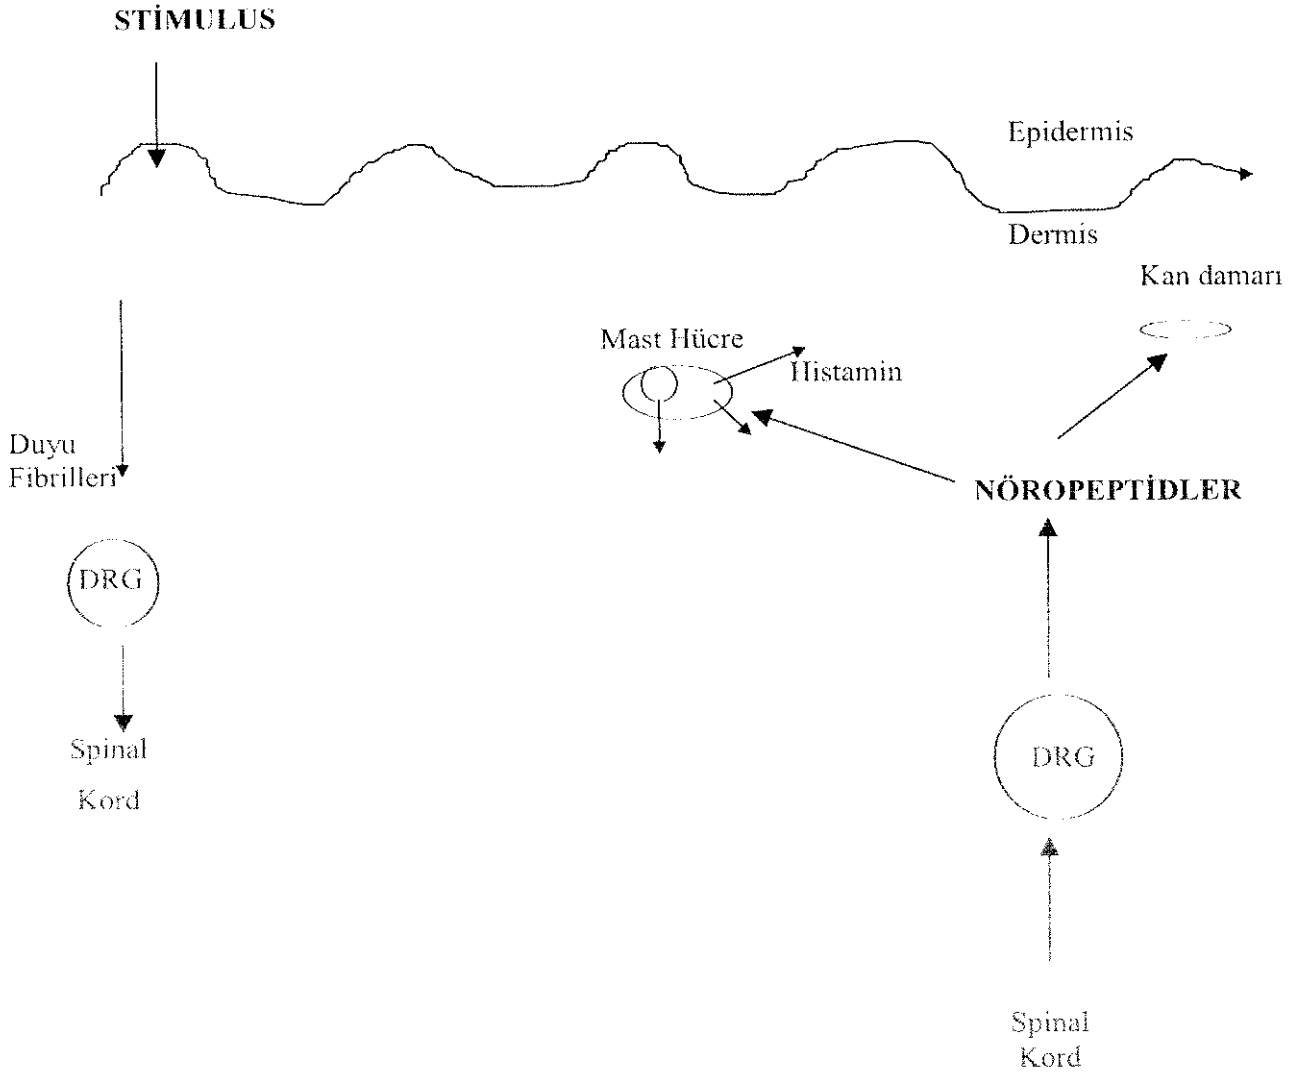 STİMULUS
Epidermis
Dermis
Kan damarı
Mast Hücre
Histamin
Duyu
Fibrilleri
NÖROPEPTİDLER
DRG
Spinal
Kord
DRG
Spinal
Kord